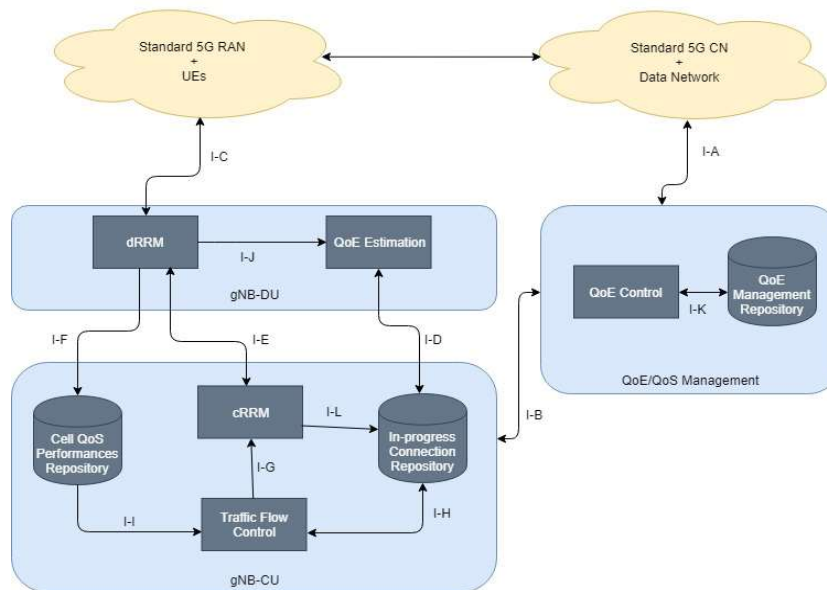 Standard 5G RAN
+
UEs
Standard 5G CN
+
Data Network
I-C
I-A
dRRM
I-J
QoE Estimation
gNB-DU
QoE Control
I-K
QoE
Management
Repository
QoE/QoS Management
I-F
I-E
I-D
I-B
Cell QoS
Performances
Repository
cRRM
I-L
In-progress
Connection
Repository
I-G
I-I
Traffic Flow
Control
I-H
gNB-CU